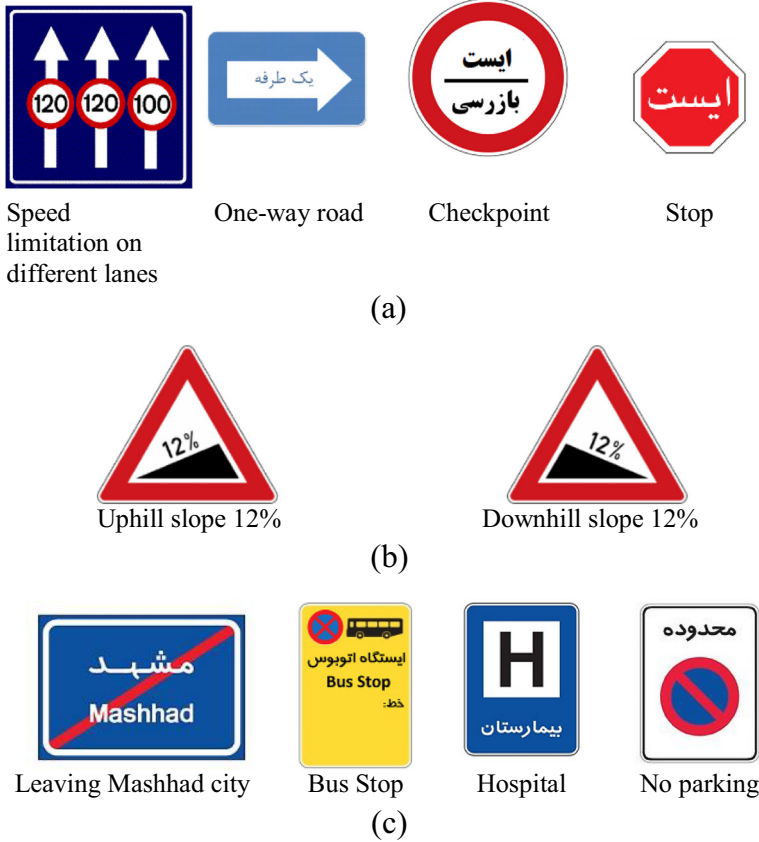 120 120 100
یک طرفه
ایست
بازرسی
ایست
Speed
limitation on
different lanes
One-way road
Checkpoint
Stop
(a)
12%
12%
Uphill slope 12%
Downhill slope 12%
(b)
مشهد
Mashhad
ایستگاه اتوبوس
Bus Stop
خط:
H
بیمارستان
محدوده
Leaving Mashhad city
Bus Stop
Hospital
No parking
(c)